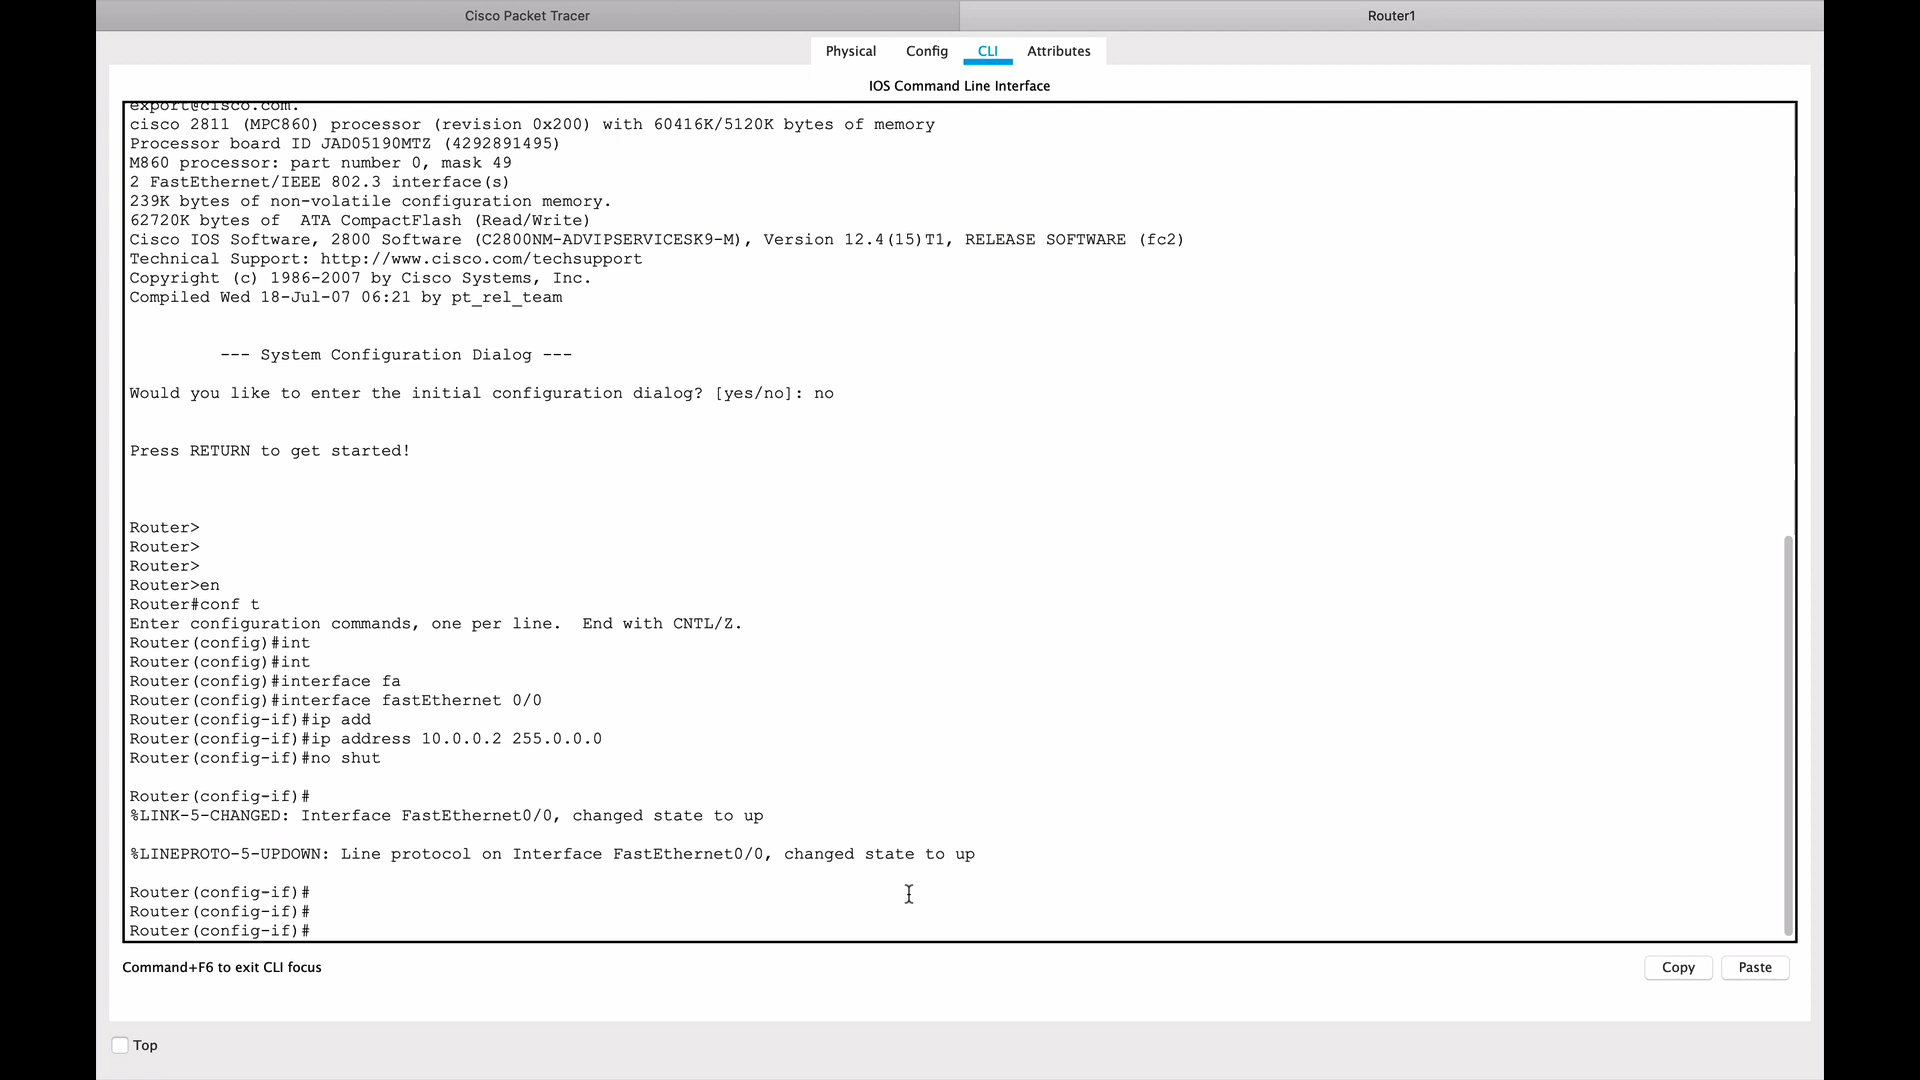 Cisco Packet Tracer
Router1
Physical
Config
CLI
Attributes
IOS Command Line Interface
export@cisco.com.
cisco 2811 (MPC860) processor (revision 0x200) with 60416K/5120K bytes of memory
Processor board ID JAD05190MTZ (4292891495)
M860 processor: part number 0, mask 49
2 FastEthernet/IEEE 802.3 interface(s)
239K bytes of non-volatile configuration memory.
62720K bytes of  ATA CompactFlash (Read/Write)
Cisco IOS Software, 2800 Software (C2800NM-ADVIPSERVICESK9-M), Version 12.4(15)T1, RELEASE SOFTWARE (fc2)
Technical Support: http://www.cisco.com/techsupport
Copyright (c) 1986-2007 by Cisco Systems, Inc.
Compiled Wed 18-Jul-07 06:21 by pt_rel_team
--- System Configuration Dialog ---
Would you like to enter the initial configuration dialog? [yes/no]: no
Press RETURN to get started!
Router>
Router>
Router>
Router>en
Router#conf t
Enter configuration commands, one per line.  End with CNTL/Z.
Router(config)#int
Router(config)#int
Router(config)#interface fa
Router(config)#interface fastEthernet 0/0
Router(config-if)#ip add
Router(config-if)#ip address 10.0.0.2 255.0.0.0
Router(config-if)#no shut
Router(config-if)#
%LINK-5-CHANGED: Interface FastEthernet0/0, changed state to up
%LINEPROTO-5-UPDOWN: Line protocol on Interface FastEthernet0/0, changed state to up
Router(config-if)#
Router(config-if)#
Router(config-if)#
Command+F6 to exit CLI focus
Copy
Paste
Top